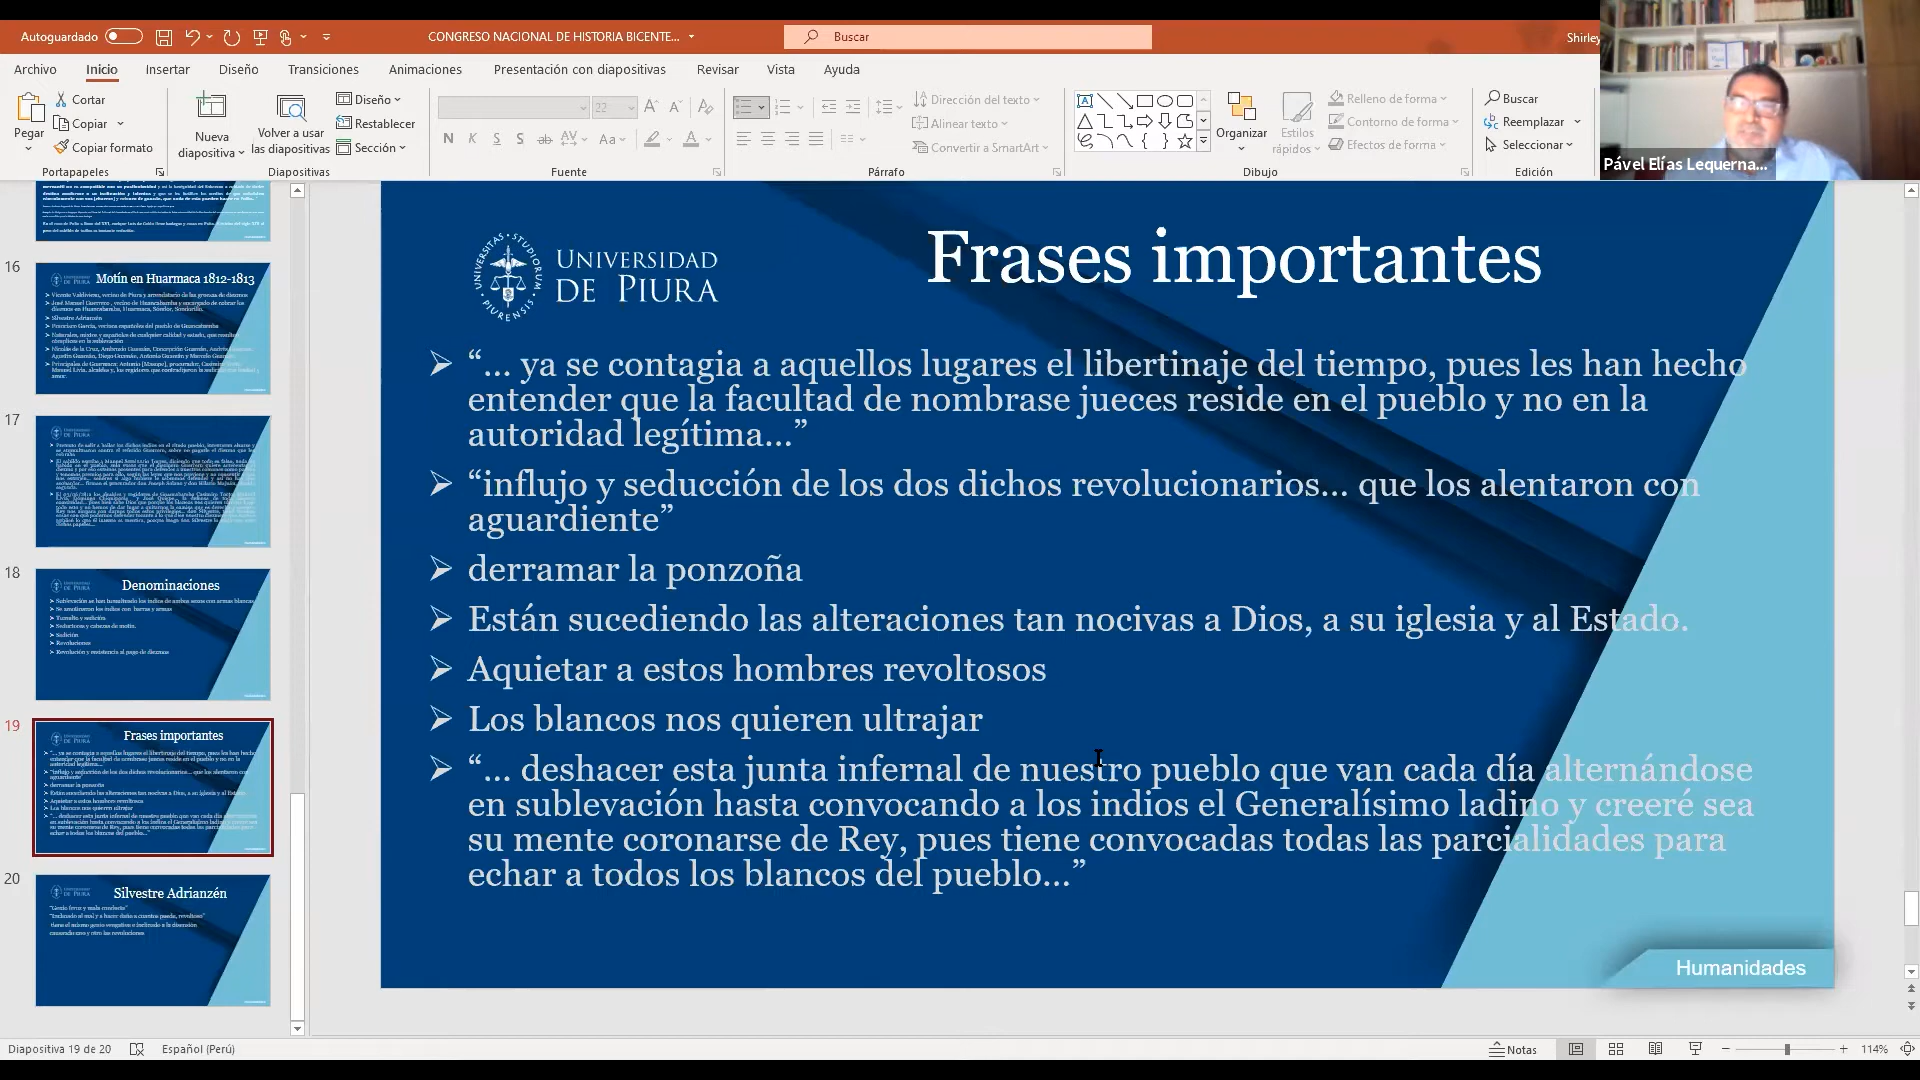 Autoguardado
CONGRESO NACIONAL DE HISTORIA BICENTE...
Buscar
Shirley
Archivo Inicio Insertar Diseño Transiciones Animaciones Presentación con diapositivas Revisar Vista Ayuda
Pegar
Cortar
Copiar
Copiar formato
Portapapeles
Nueva
diapositiva
Volver a usar
las diapositivas
Diseño
Restablecer
Sección
Diapositivas
22
N K S S ab AV Aa A
Fuente
Dirección del texto
Alinear texto
Convertir a SmartArt
Párrafo
Organizar
Estilos
rápidos
Relleno de forma
Contorno de forma
Efectos de forma
Dibujo
Buscar
Reemplazar
Seleccionar
Edición
Pável Elías Lequerna...
16
Motín en Huarmaca 1812-1813
17
18
Denominaciones
19
Frases importantes
20
Silvestre Adrianzén
UNIVERSITAS STUDIORUM PIURENSIS
UNIVERSIDAD
DE PIURA
Frases importantes
“... ya se contagia a aquellos lugares el libertinaje del tiempo, pues les han hecho
entender que la facultad de nombrase jueces reside en el pueblo y no en la
autoridad legítima...”
“influjo y seducción de los dos dichos revolucionarios... que los alentaron con
aguardiente”
derramar la ponzoña
Están sucediendo las alteraciones tan nocivas a Dios, a su iglesia y al Estado.
Aquietar a estos hombres revoltosos
Los blancos nos quieren ultrajar
“... deshacer esta junta infernal de nuestro pueblo que van cada día alternándose
en sublevación hasta convocando a los indios el Generalísimo ladino y creeré sea
su mente coronarse de Rey, pues tiene convocadas todas las parcialidades para
echar a todos los blancos del pueblo...”
Humanidades
Diapositiva 19 de 20
Español (Perú)
Notas
114%